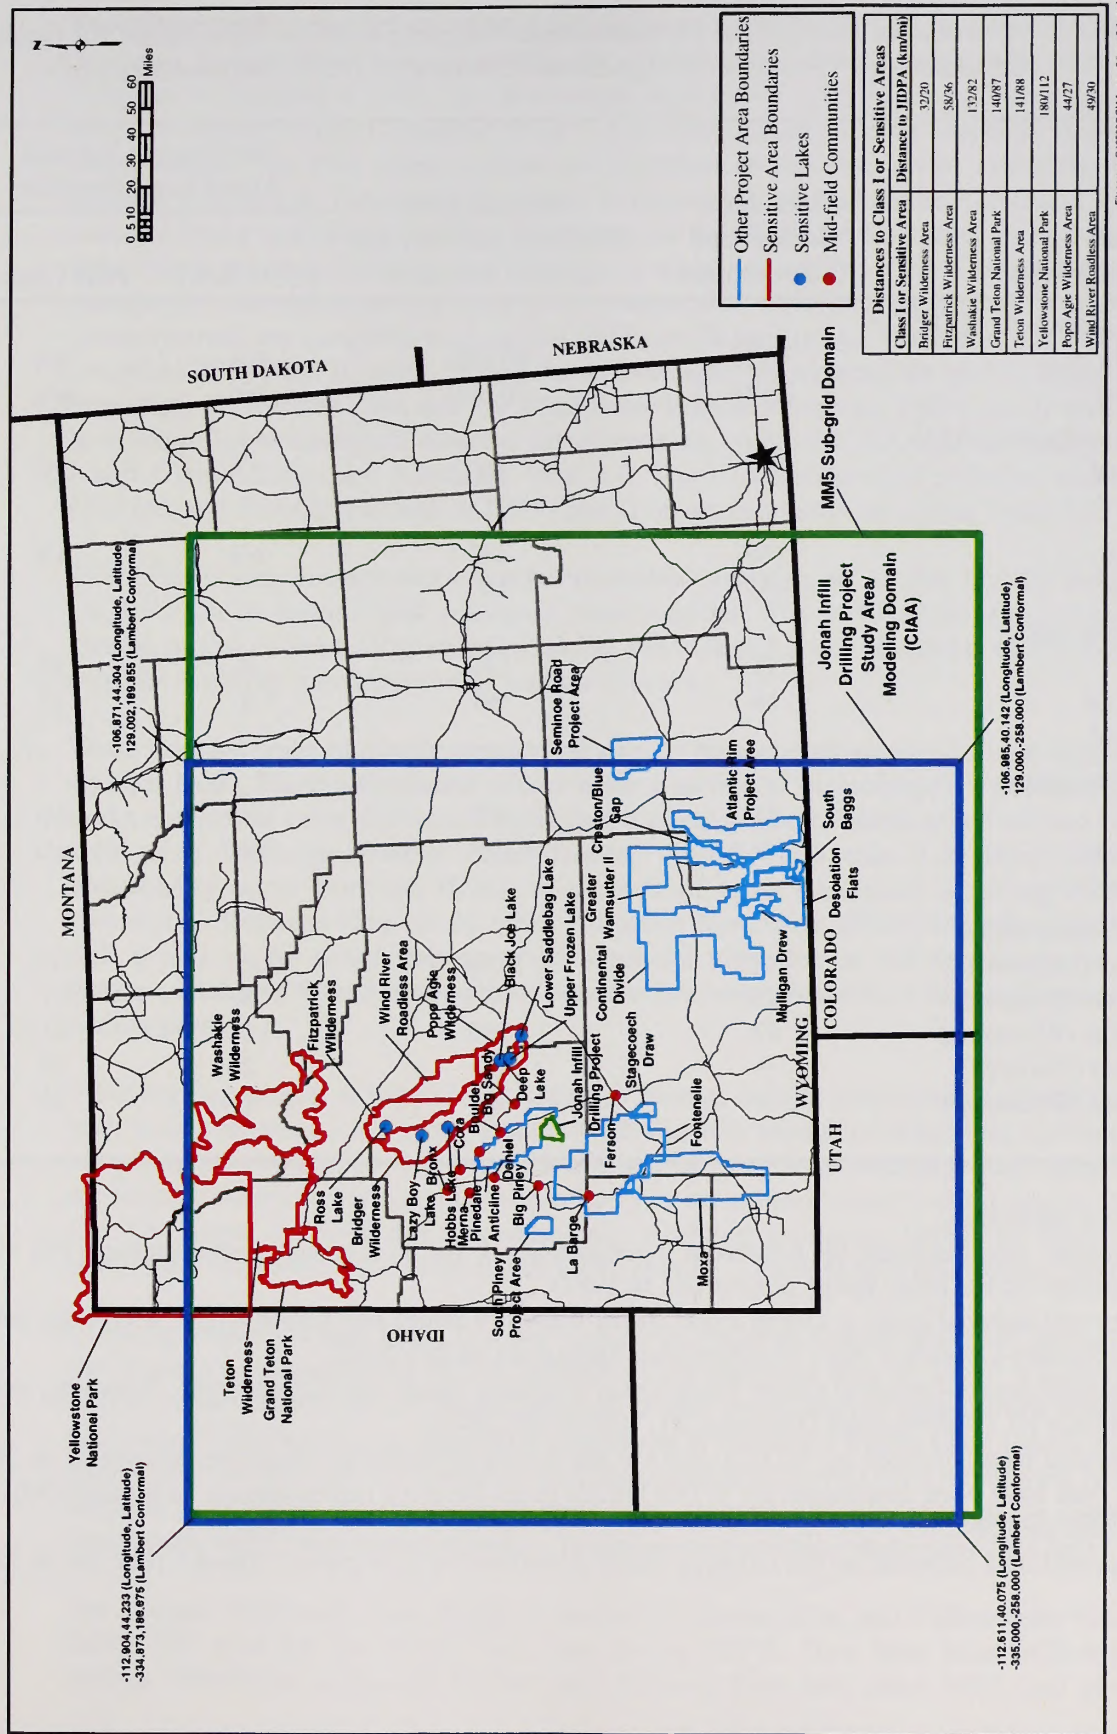 Yellowstone
Nationel Park
Teton
Wilderness
Grand Teton
National Park
-112.904,44.233 (Longitude, Latitude)
-334.873,186.675 (Lambert Conformal)
-112.611,40.075 (Longitude, Latitude)
-335.000,-258.000 (Lambert Conformal)
MONTANA
IDAHO
UTAH
WYOMING
COLORADO
SOUTH DAKOTA
NEBRASKA
-106.871,44.304 (Longitude, Latitude)
129.002,189.855 (Lambert Conformal)
-106.985,40.142 (Longitude, Latitude)
129.000,-258.000 (Lambert Conformal)
Washakie
Wilderness
Fitzpatrick
Wilderness
Wind River
Roadless Area
Popo Agie
Wilderness
Black Joe Lake
Lower Saddlebag Lake
Upper Frozen Lake
Ross
Lake
Bridger
Wilderness
Lazy Boy
Lake
Bronx
Hobbs Lake
Cora
Merna
Pinedale
Anticline
Daniel
Boulder
Big Sandy
Deep
Lake
Big Piney
South Piney
Project Area
La Barge
Jonah Infill
Drilling Project
Farson
Stagecoech
Draw
Fontenelle
Moxa
Continental
Divide
Greater
Wamsutter II
Creston/Blue
Gap
Seminoe Road
Project Area
Atlantic Rim
Project Aree
South
Baggs
Desolation
Flats
Mulligan Drew
Jonah Infill
Drilling Project
Study Area/
Modeling Domain
(CIAA)
MM5 Sub-grid Domain
Z
0 5 10 20 30 40 50 60
Miles
Other Project Area Boundaries
Sensitive Area Boundaries
Sensitive Lakes
Mid-field Communities
Distances to Class I or Sensitive Areas
Class I or Sensitive Area Distance to JIDPA (km/mi)
Bridger Wilderness Area 32/20
Fitzpatrick Wilderness Area 58/36
Washakie Wilderness Area 132/82
Grand Teton National Park 140/87
Teton Wilderness Area 141/88
Yellowstone National Park 180/112
Popo Agie Wilderness Area 44/27
Wind River Roadless Area 49/30